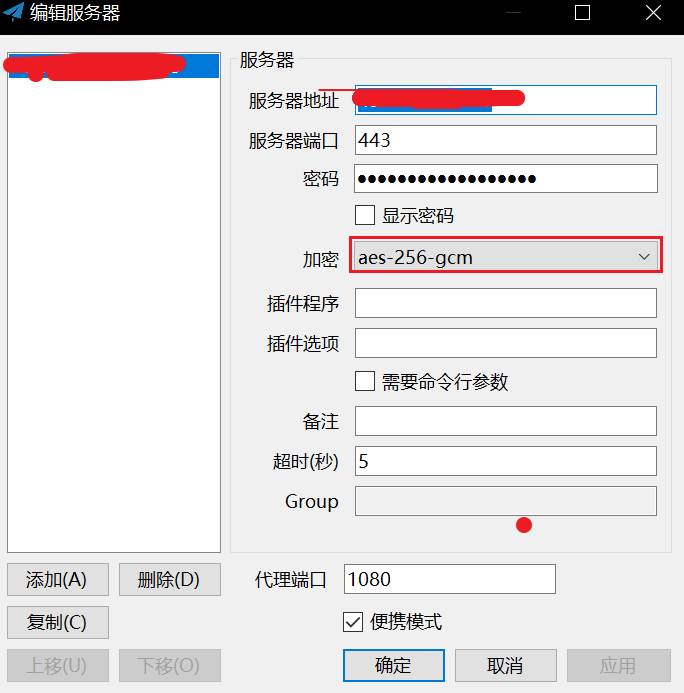 编辑服务器
服务器
服务器地址
服务器端口 443
密码 ●●●●●●●●●●●●●●●●●●
显示密码
加密 aes-256-gcm
插件程序
插件选项
需要命令行参数
备注
超时(秒) 5
Group
添加(A) 删除(D) 代理端口 1080
复制(C) 便携模式
上移(U) 下移(O) 确定 取消 应用